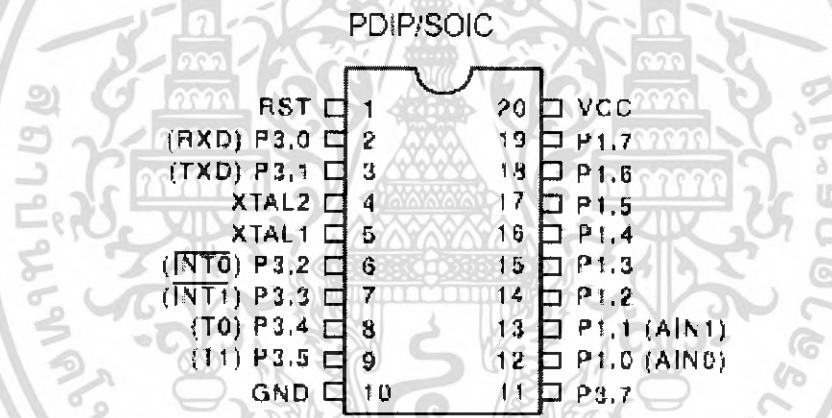 PDIP/SOIC
RST 1 20 VCC
(RXD) P3.0 2 19 P1.7
(TXD) P3.1 3 18 P1.6
XTAL2 4 17 P1.5
XTAL1 5 16 P1.4
(INT0) P3.2 6 15 P1.3
(INT1) P3.3 7 14 P1.2
(T0) P3.4 8 13 P1.1 (AIN1)
(T1) P3.5 9 12 P1.0 (AIN0)
GND 10 11 P3.7